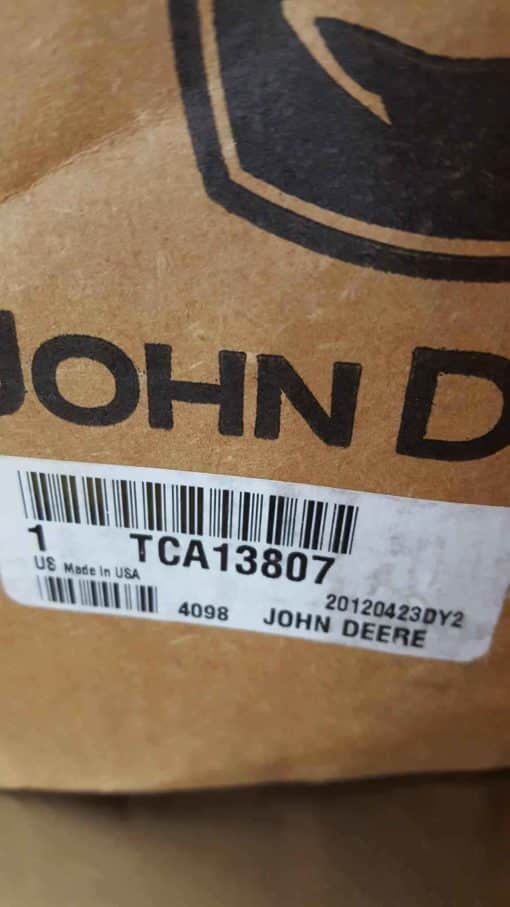 JOHN D
1 TCA13807
US Made In USA
20120423DY2
4098 JOHN DEERE